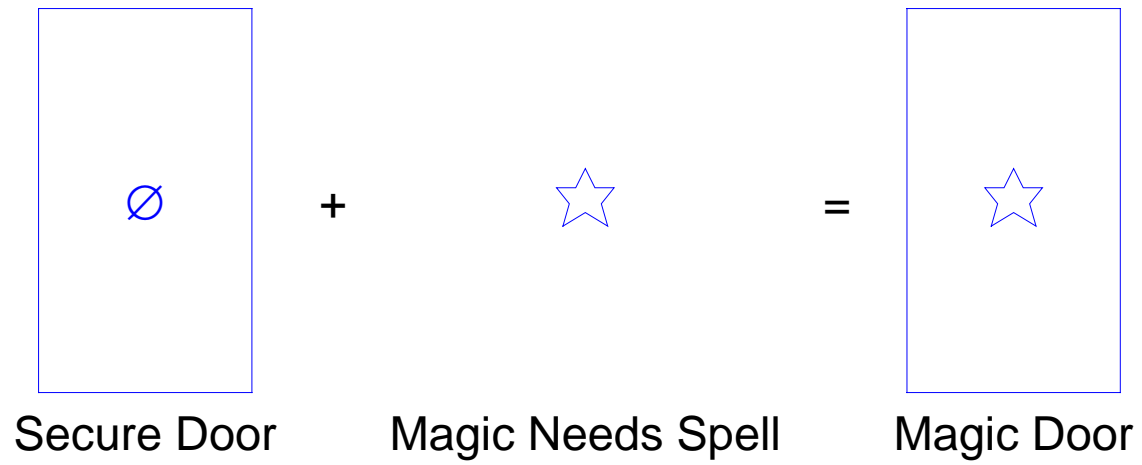 ∅ + =
Secure Door Magic Needs Spell Magic Door